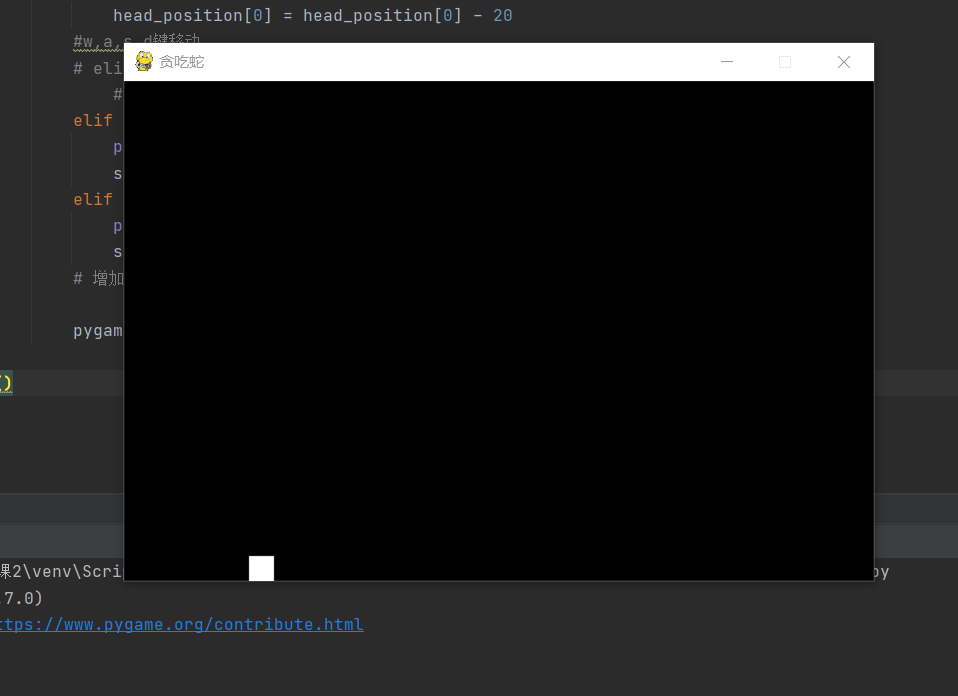 head_position[0] = head_position[0] - 20
#w,a,s,d键移动
# eli
#
elif
p
s
elif
p
s
# 增加
pygam
贪吃蛇
()
课2\venv\Scri
py
.7.0)
ttps://www.pygame.org/contribute.html